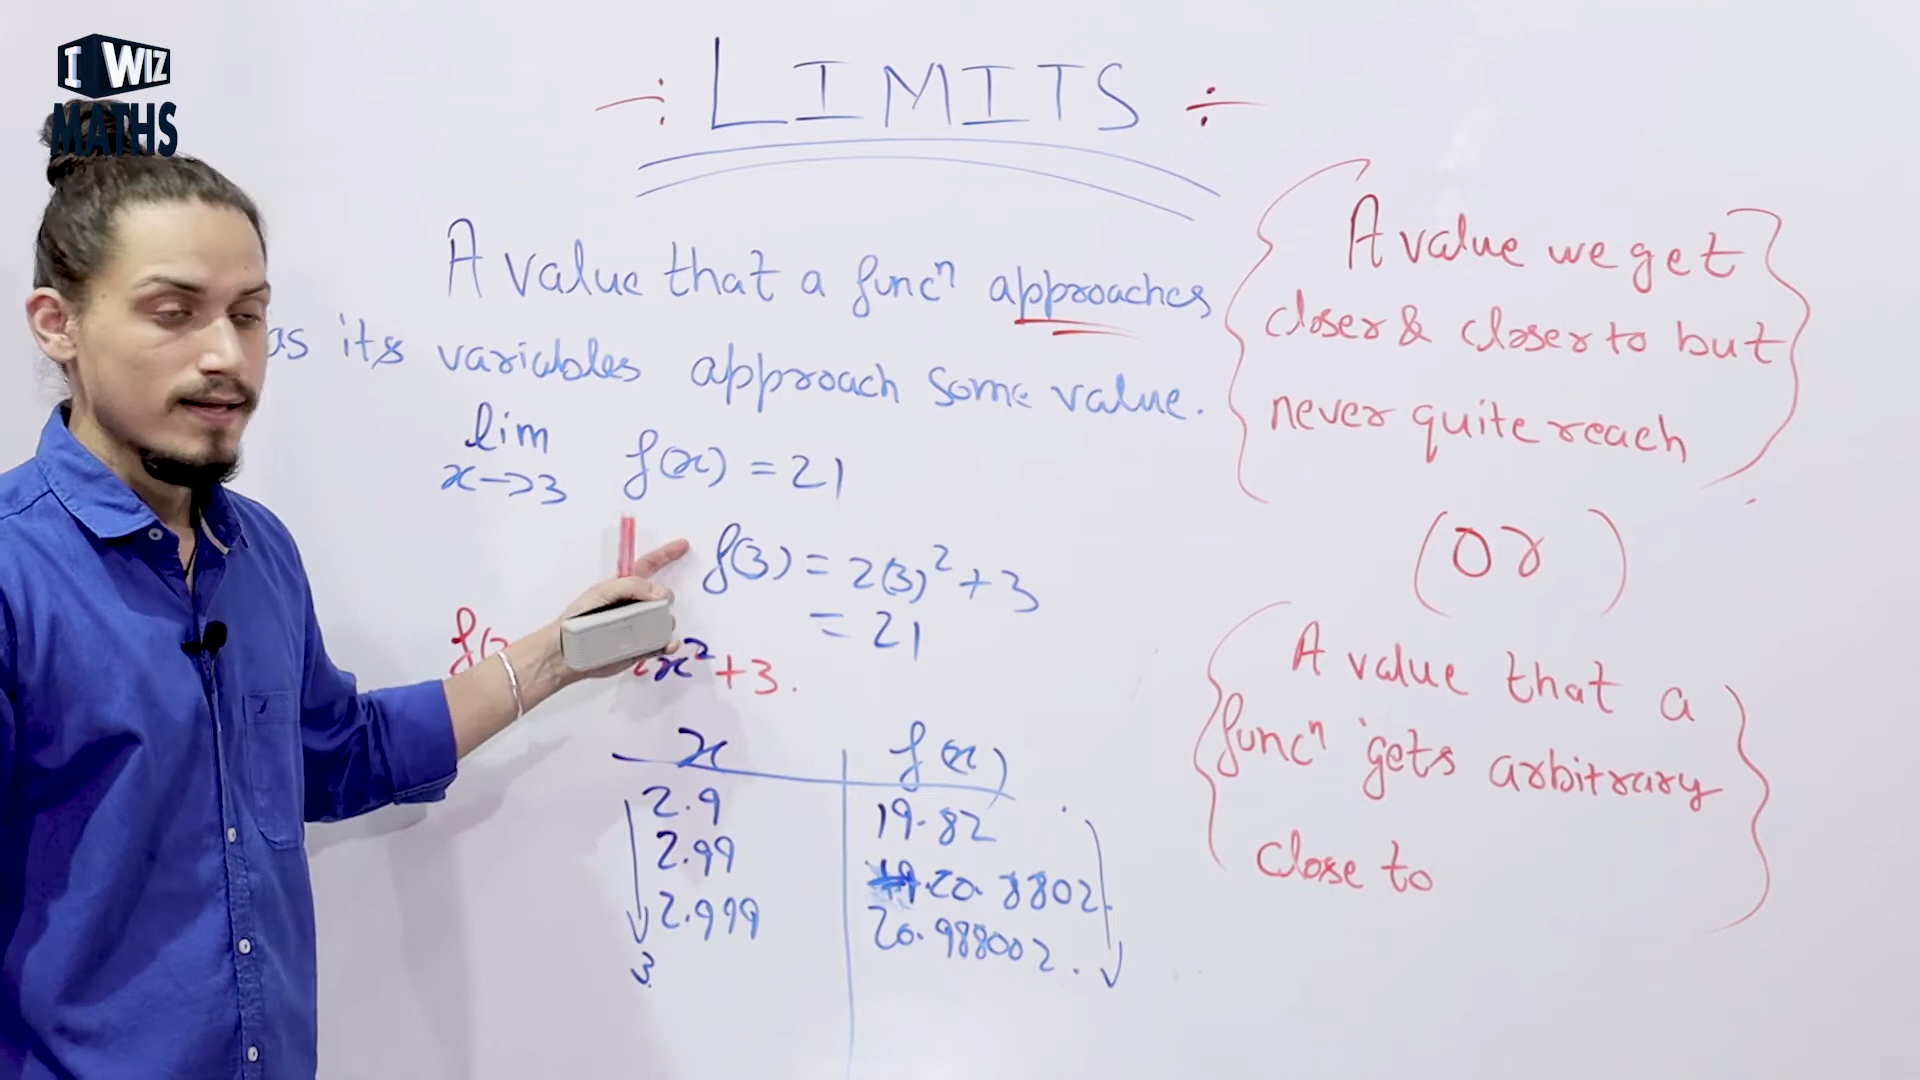 I WIZ
MATHS
÷ LIMITS ÷
A value that a funcⁿ approaches
as its variables approach some value.
lim
x→3 f(x) = 21
f(3) = 2(3)² + 3
= 21
x² + 3.
x f(x)
2.9 19.82
2.99 20.8802
2.999 20.988002.
3
A value we get
closer & closer to but
never quite reach
(Or)
A value that a
funcⁿ gets arbitrary
close to